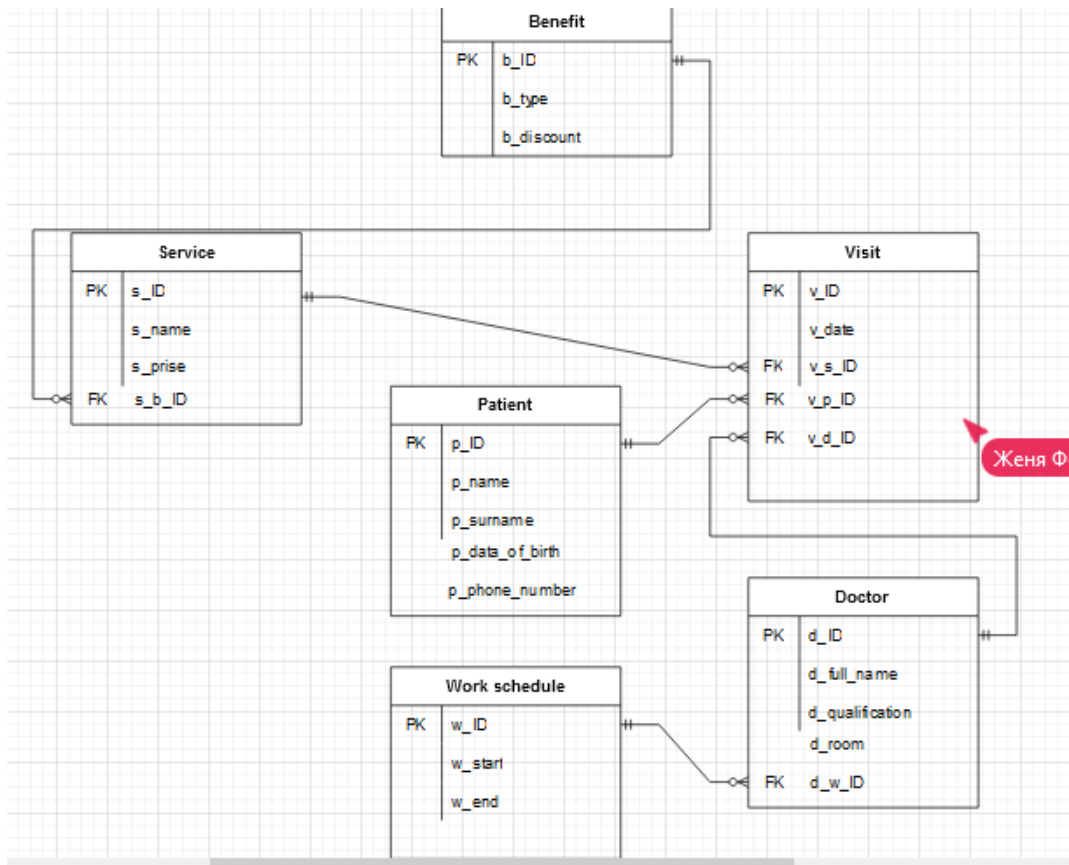 Benefit
PK b_ID
b_type
b_discount
Service
PK s_ID
s_name
s_prise
FK s_b_ID
Visit
PK v_ID
v_date
FK v_s_ID
FK v_p_ID
FK v_d_ID
Женя Ф
Patient
PK p_ID
p_name
p_surname
p_data_of_birth
p_phone_number
Doctor
PK d_ID
d_full_name
d_qualification
d_room
FK d_w_ID
Work schedule
PK w_ID
w_start
w_end